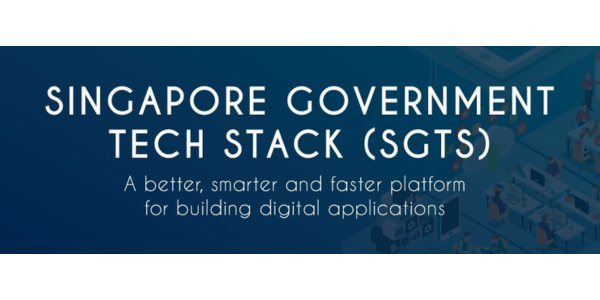 SINGAPORE GOVERNMENT
TECH STACK (SGTS)
A better, smarter and faster platform
for building digital applications